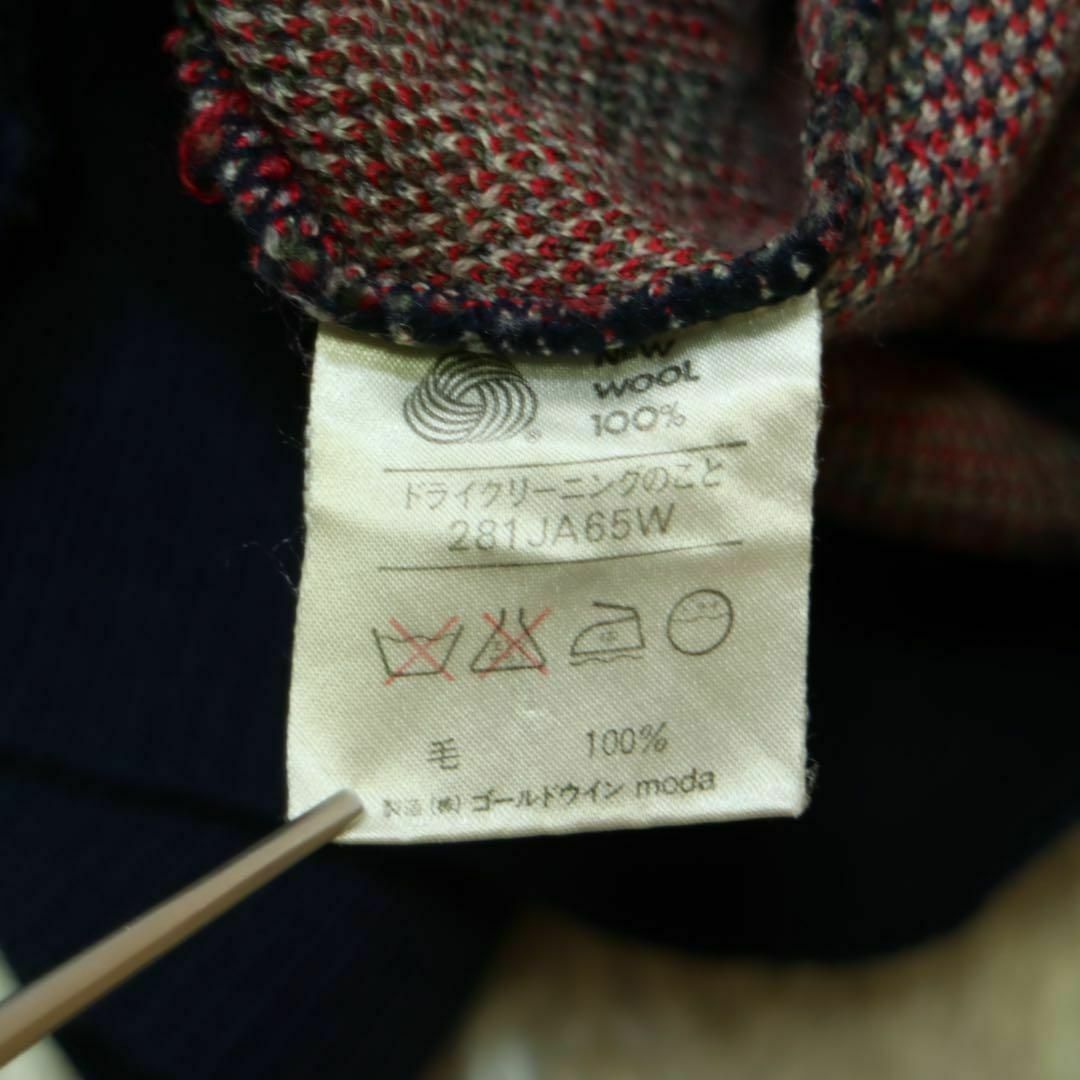 NEW
WOOL
100%
ドライクリーニングのこと
281JA65W
毛 100%
製造（株）ゴールドウイン moda